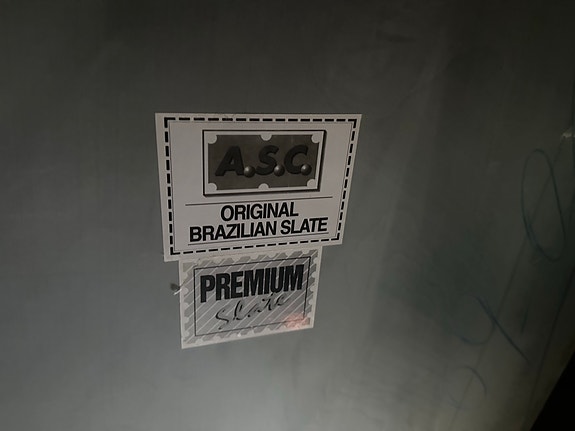 A.S.C.
ORIGINAL
BRAZILIAN SLATE
PREMIUM
Slate